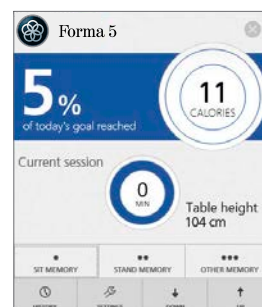 Forma 5
5%
of today's goal reached
11
CALORIES
Current session
0
MIN
Table height
104 cm
SIT MEMORY
STAND MEMORY
OTHER MEMORY